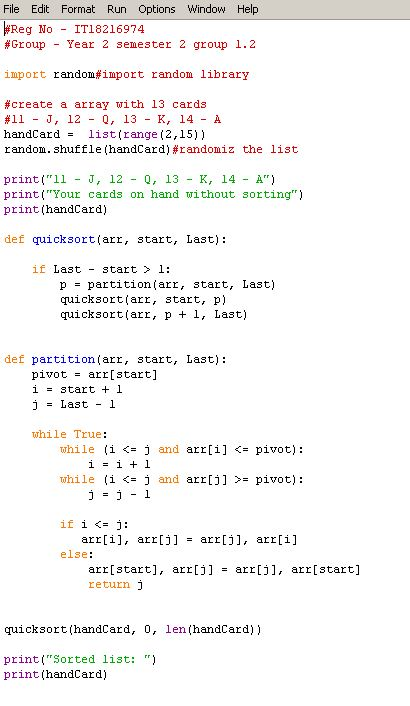 File Edit Format Run Options Window Help
#Reg No - IT18216974
#Group - Year 2 semester 2 group 1.2
import random#import random library
#create a array with 13 cards
#11 - J, 12 - Q, 13 - K, 14 - A
handCard =  list(range(2,15))
random.shuffle(handCard)#randomiz the list
print("11 - J, 12 - Q, 13 - K, 14 - A")
print("Your cards on hand without sorting")
print(handCard)
def quicksort(arr, start, Last):
    if Last - start > 1:
        p = partition(arr, start, Last)
        quicksort(arr, start, p)
        quicksort(arr, p + 1, Last)
def partition(arr, start, Last):
    pivot = arr[start]
    i = start + 1
    j = Last - 1
    while True:
        while (i <= j and arr[i] <= pivot):
            i = i + 1
        while (i <= j and arr[j] >= pivot):
            j = j - 1
        if i <= j:
           arr[i], arr[j] = arr[j], arr[i]
        else:
            arr[start], arr[j] = arr[j], arr[start]
            return j
quicksort(handCard, 0, len(handCard))
print("Sorted list: ")
print(handCard)